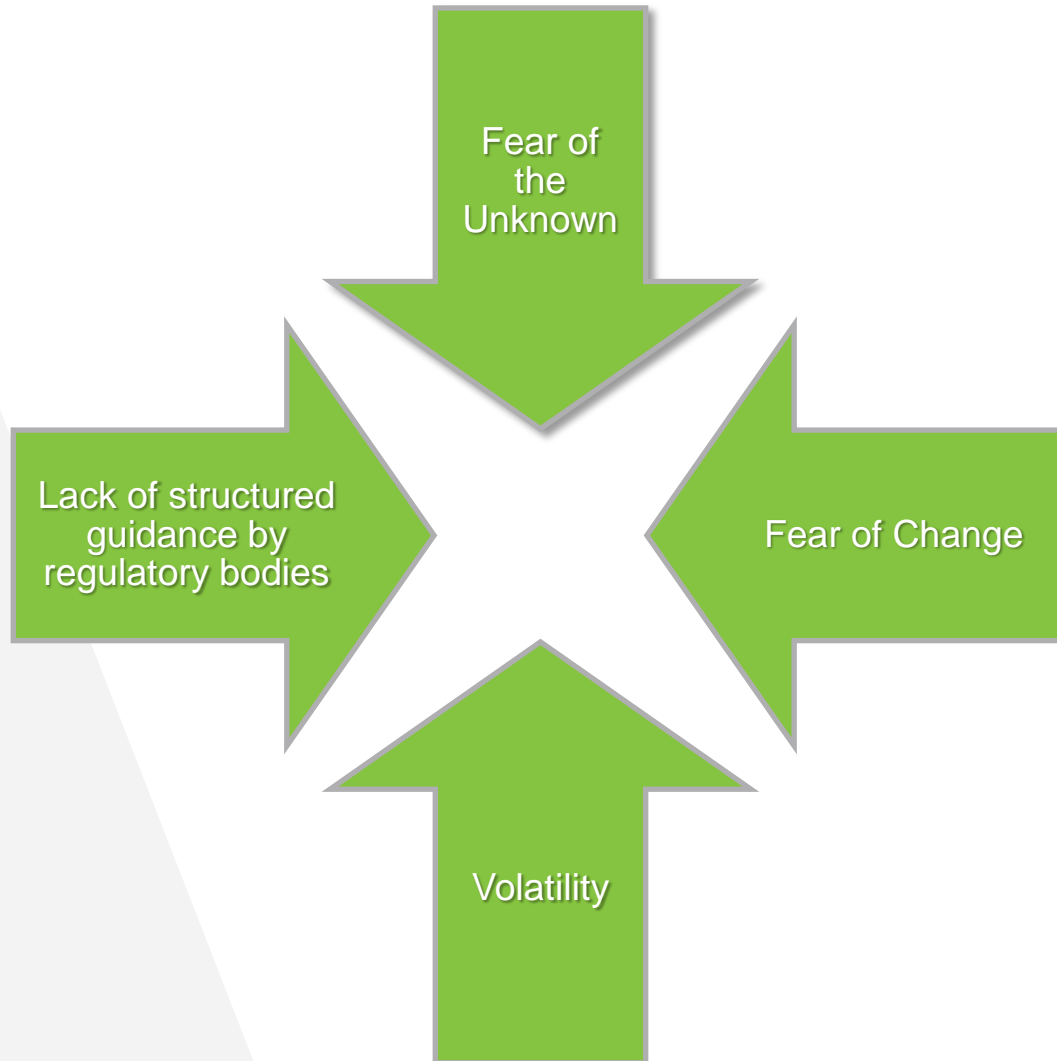 Fear of
the
Unknown
Lack of structured
guidance by
regulatory bodies
Fear of Change
Volatility